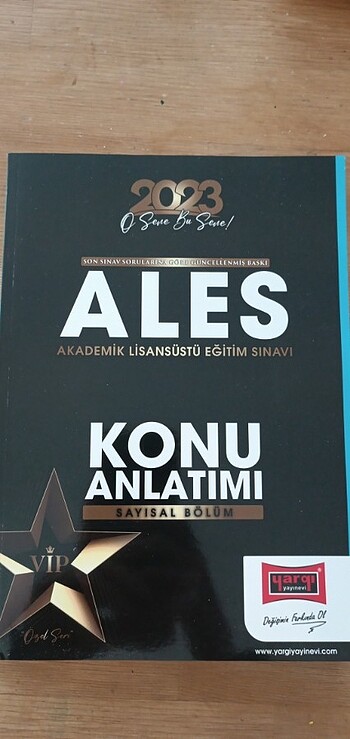 2023
O Sene Bu Sene!
SON SINAV SORULARINA GÖRE GÜNCELLENMİŞ BASKI
ALES
AKADEMİK LİSANSÜSTÜ EĞİTİM SINAVI
KONU
ANLATIMI
SAYISAL BÖLÜM
VIP
"Özel Seri"
yargı
yayınevi
Değişimin Farkında Ol
www.yargiyayinevi.com